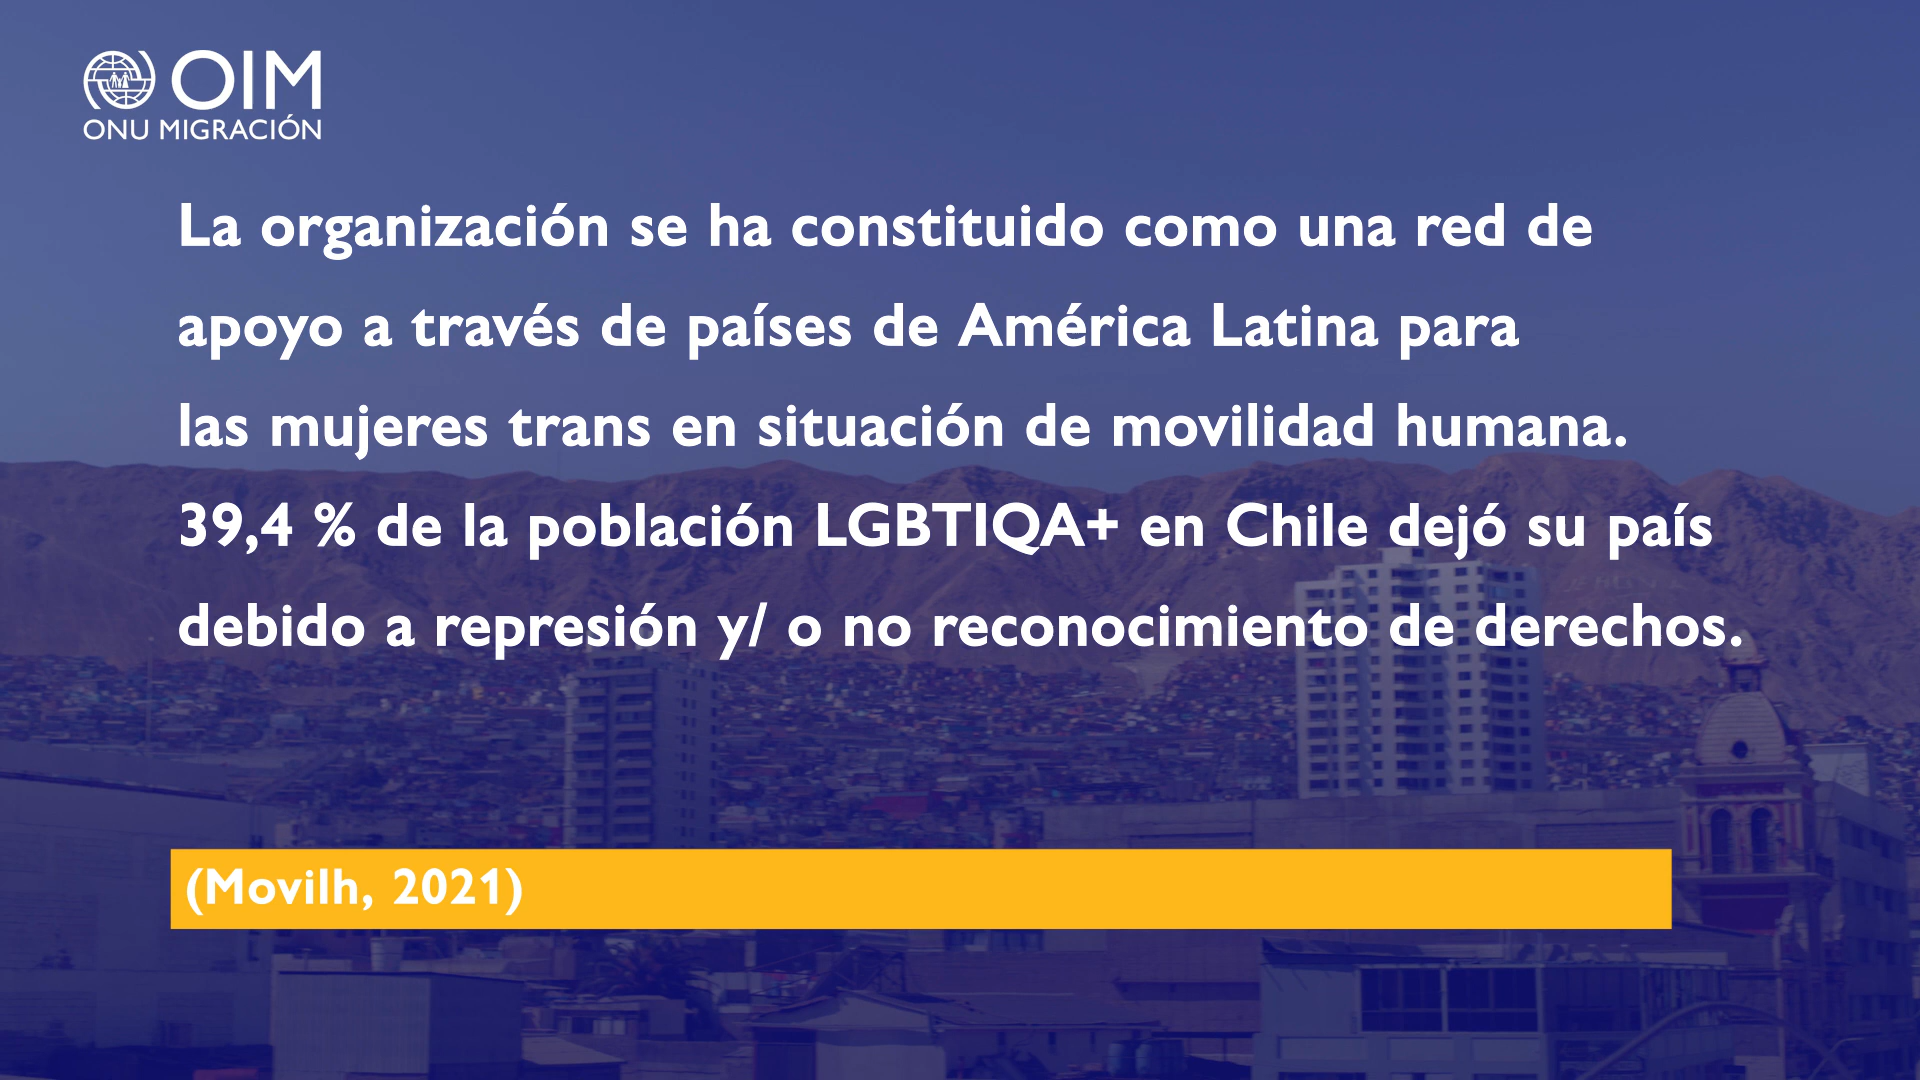 OIM
ONU MIGRACIÓN
La organización se ha constituido como una red de
apoyo a través de países de América Latina para
las mujeres trans en situación de movilidad humana.
39,4 % de la población LGBTIQA+ en Chile dejó su país
debido a represión y/ o no reconocimiento de derechos.
(Movilh, 2021)